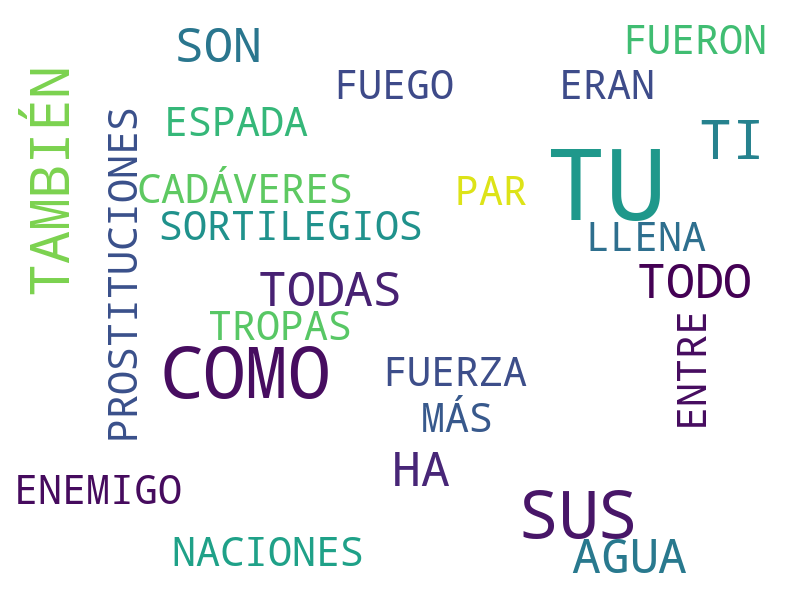 SON
FUERON
FUEGO
ERAN
TAMBIÉN
ESPADA
PROSTITUCIONES
TI
TU
CADÁVERES
PAR
SORTILEGIOS
LLENA
TODAS
TODO
TROPAS
ENTRE
COMO
FUERZA
MÁS
HA
ENEMIGO
SUS
NACIONES
AGUA